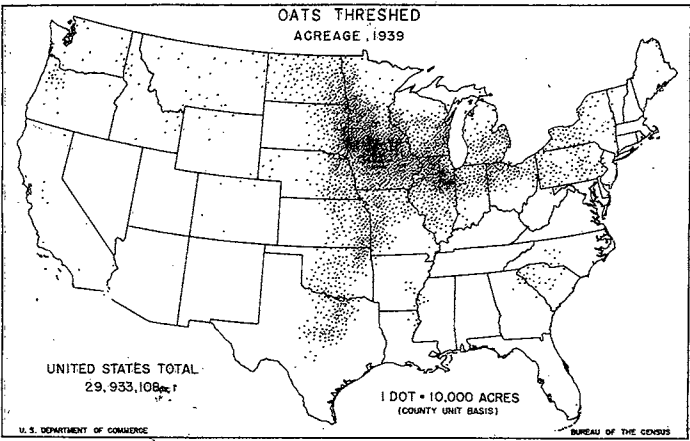 OATS THRESHED
ACREAGE, 1939
UNITED STATES TOTAL
29,933,108
1 DOT = 10,000 ACRES
(COUNTY UNIT BASIS)
U. S. DEPARTMENT OF COMMERCE
BUREAU OF THE CENSUS